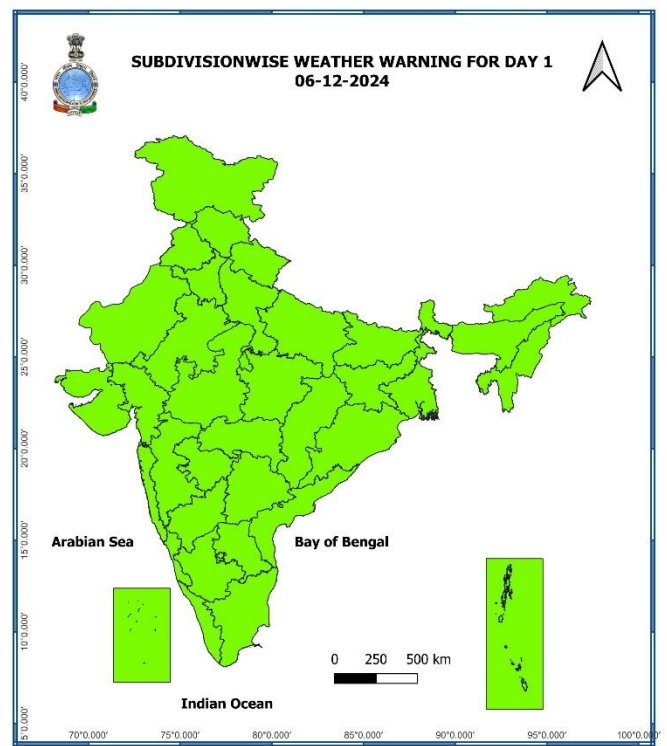 SUBDIVISIONWISE WEATHER WARNING FOR DAY 1
06-12-2024
40°0.000'
35°0.000'
30°0.000'
25°0.000'
20°0.000'
15°0.000'
10°0.000'
5°0.000'
Arabian Sea
Bay of Bengal
0 250 500 km
Indian Ocean
70°0.000' 75°0.000' 80°0.000' 85°0.000' 90°0.000' 95°0.000' 100°0.000'